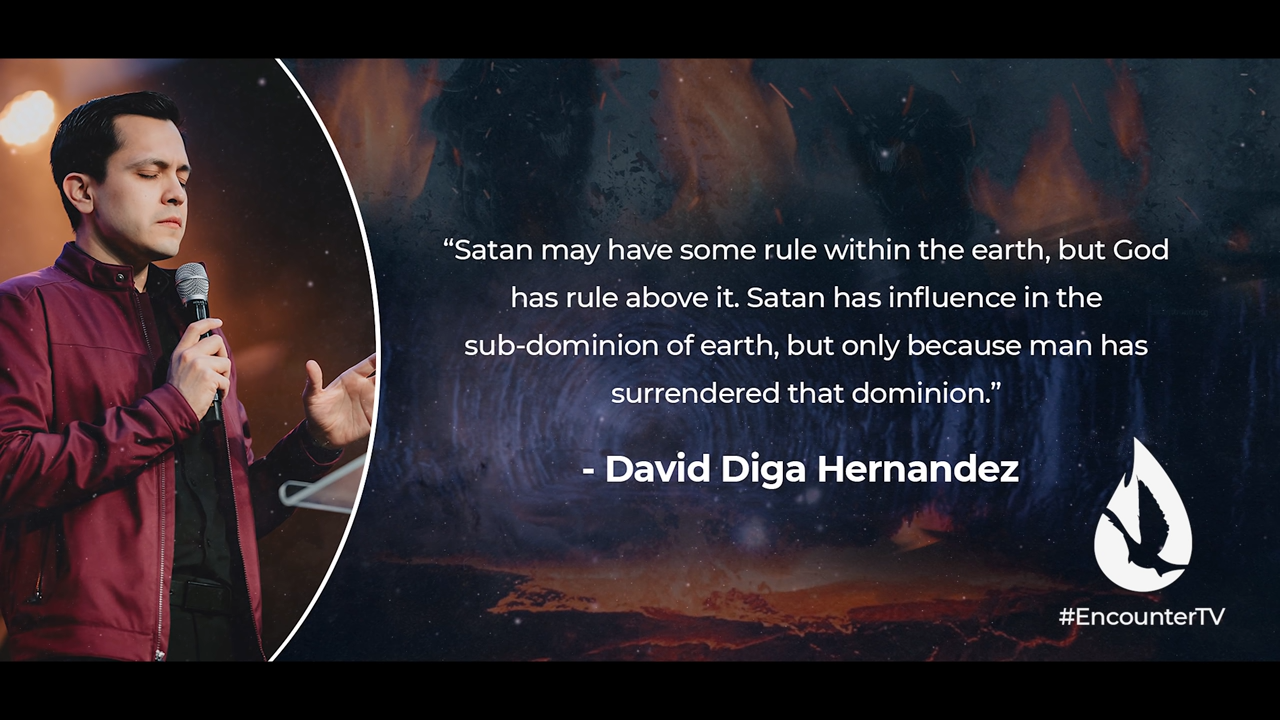 “Satan may have some rule within the earth, but God
has rule above it. Satan has influence in the
sub-dominion of earth, but only because man has
surrendered that dominion.”
- David Diga Hernandez
#EncounterTV